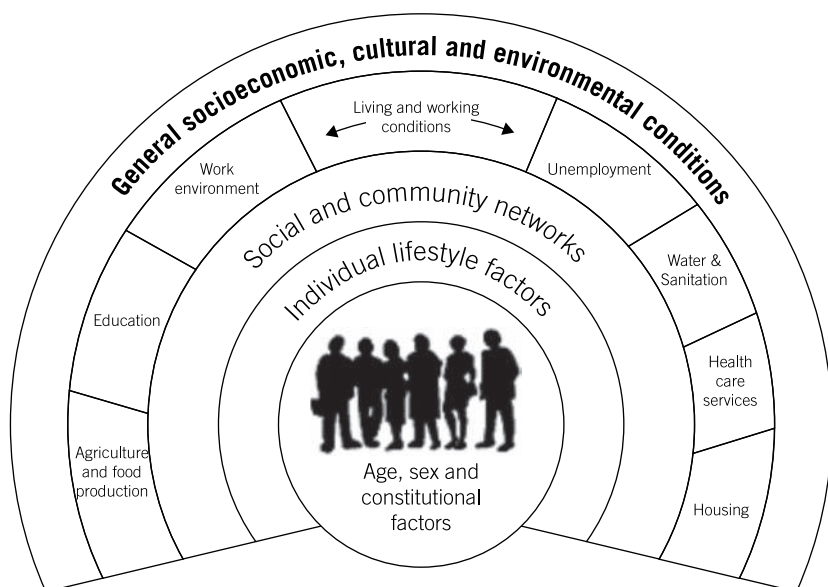 General socioeconomic, cultural and environmental conditions
Living and working
conditions
Work
environment
Unemployment
Education
Water &
Sanitation
Agriculture
and food
production
Health
care
services
Housing
Social and community networks
Individual lifestyle factors
Age, sex and
constitutional
factors